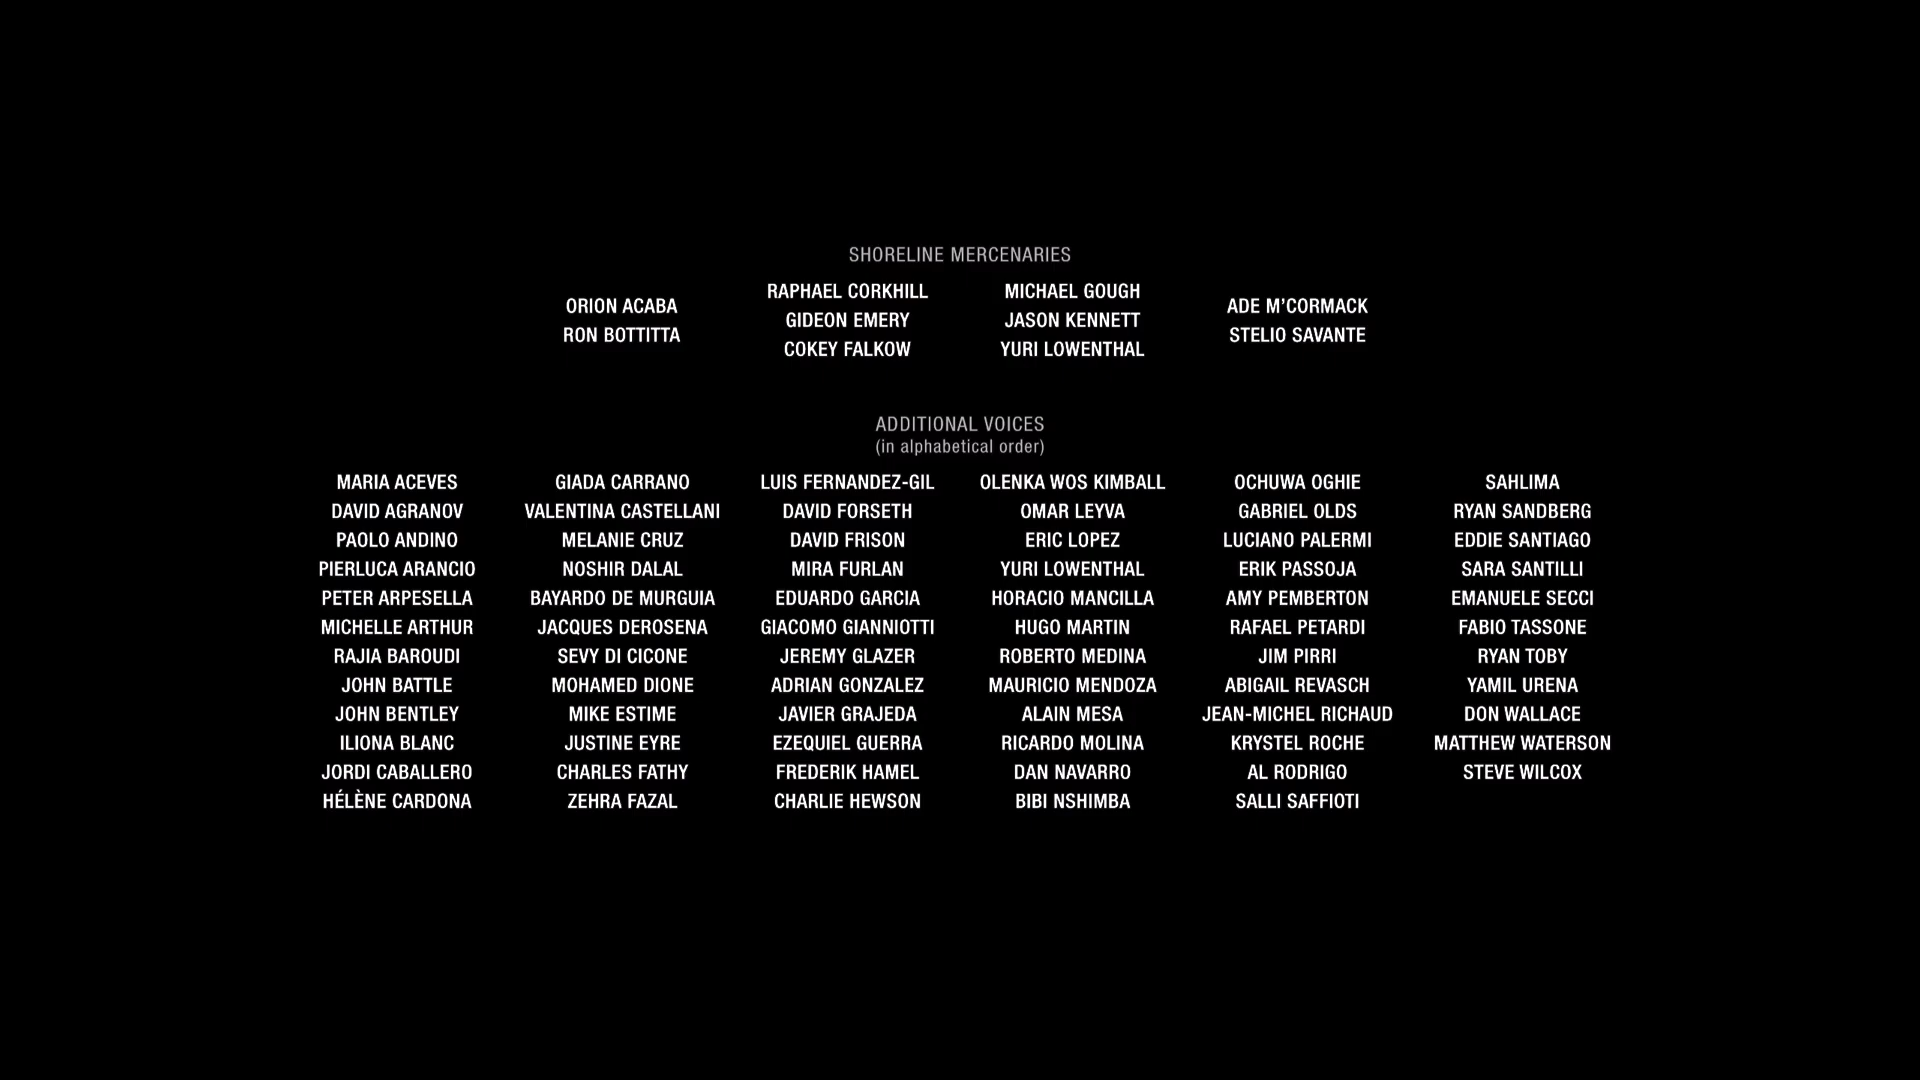 SHORELINE MERCENARIES
ORION ACABA
RON BOTTITTA
RAPHAEL CORKHILL
GIDEON EMERY
COKEY FALKOW
MICHAEL GOUGH
JASON KENNETT
YURI LOWENTHAL
ADE M'CORMACK
STELIO SAVANTE
ADDITIONAL VOICES
(in alphabetical order)
MARIA ACEVES
DAVID AGRANOV
PAOLO ANDINO
PIERLUCA ARANCIO
PETER ARPESELLA
MICHELLE ARTHUR
RAJIA BAROUDI
JOHN BATTLE
JOHN BENTLEY
ILIONA BLANC
JORDI CABALLERO
HÉLÈNE CARDONA
GIADA CARRANO
VALENTINA CASTELLANI
MELANIE CRUZ
NOSHIR DALAL
BAYARDO DE MURGUIA
JACQUES DEROSENA
SEVY DI CICONE
MOHAMED DIONE
MIKE ESTIME
JUSTINE EYRE
CHARLES FATHY
ZEHRA FAZAL
LUIS FERNANDEZ-GIL
DAVID FORSETH
DAVID FRISON
MIRA FURLAN
EDUARDO GARCIA
GIACOMO GIANNIOTTI
JEREMY GLAZER
ADRIAN GONZALEZ
JAVIER GRAJEDA
EZEQUIEL GUERRA
FREDERIK HAMEL
CHARLIE HEWSON
OLENKA WOS KIMBALL
OMAR LEYVA
ERIC LOPEZ
YURI LOWENTHAL
HORACIO MANCILLA
HUGO MARTIN
ROBERTO MEDINA
MAURICIO MENDOZA
ALAIN MESA
RICARDO MOLINA
DAN NAVARRO
BIBI NSHIMBA
OCHUWA OGHIE
GABRIEL OLDS
LUCIANO PALERMI
ERIK PASSOJA
AMY PEMBERTON
RAFAEL PETARDI
JIM PIRRI
ABIGAIL REVASCH
JEAN-MICHEL RICHAUD
KRYSTEL ROCHE
AL RODRIGO
SALLI SAFFIOTI
SAHLIMA
RYAN SANDBERG
EDDIE SANTIAGO
SARA SANTILLI
EMANUELE SECCI
FABIO TASSONE
RYAN TOBY
YAMIL URENA
DON WALLACE
MATTHEW WATERSON
STEVE WILCOX